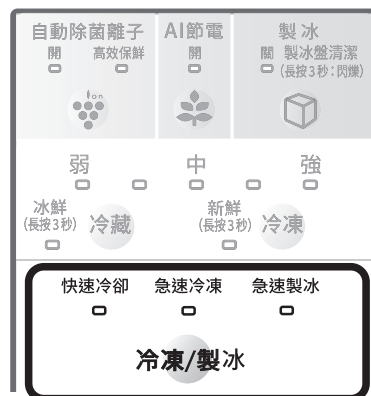 自動除菌離子 AI節電 製冰
開 高效保鮮 開 關 製冰盤清潔
(長按3秒:閃爍)
ion
弱 中 強
冰鮮 新鮮
(長按3秒) 冷藏 (長按3秒) 冷凍
快速冷卻 急速冷凍 急速製冰
冷凍/製冰